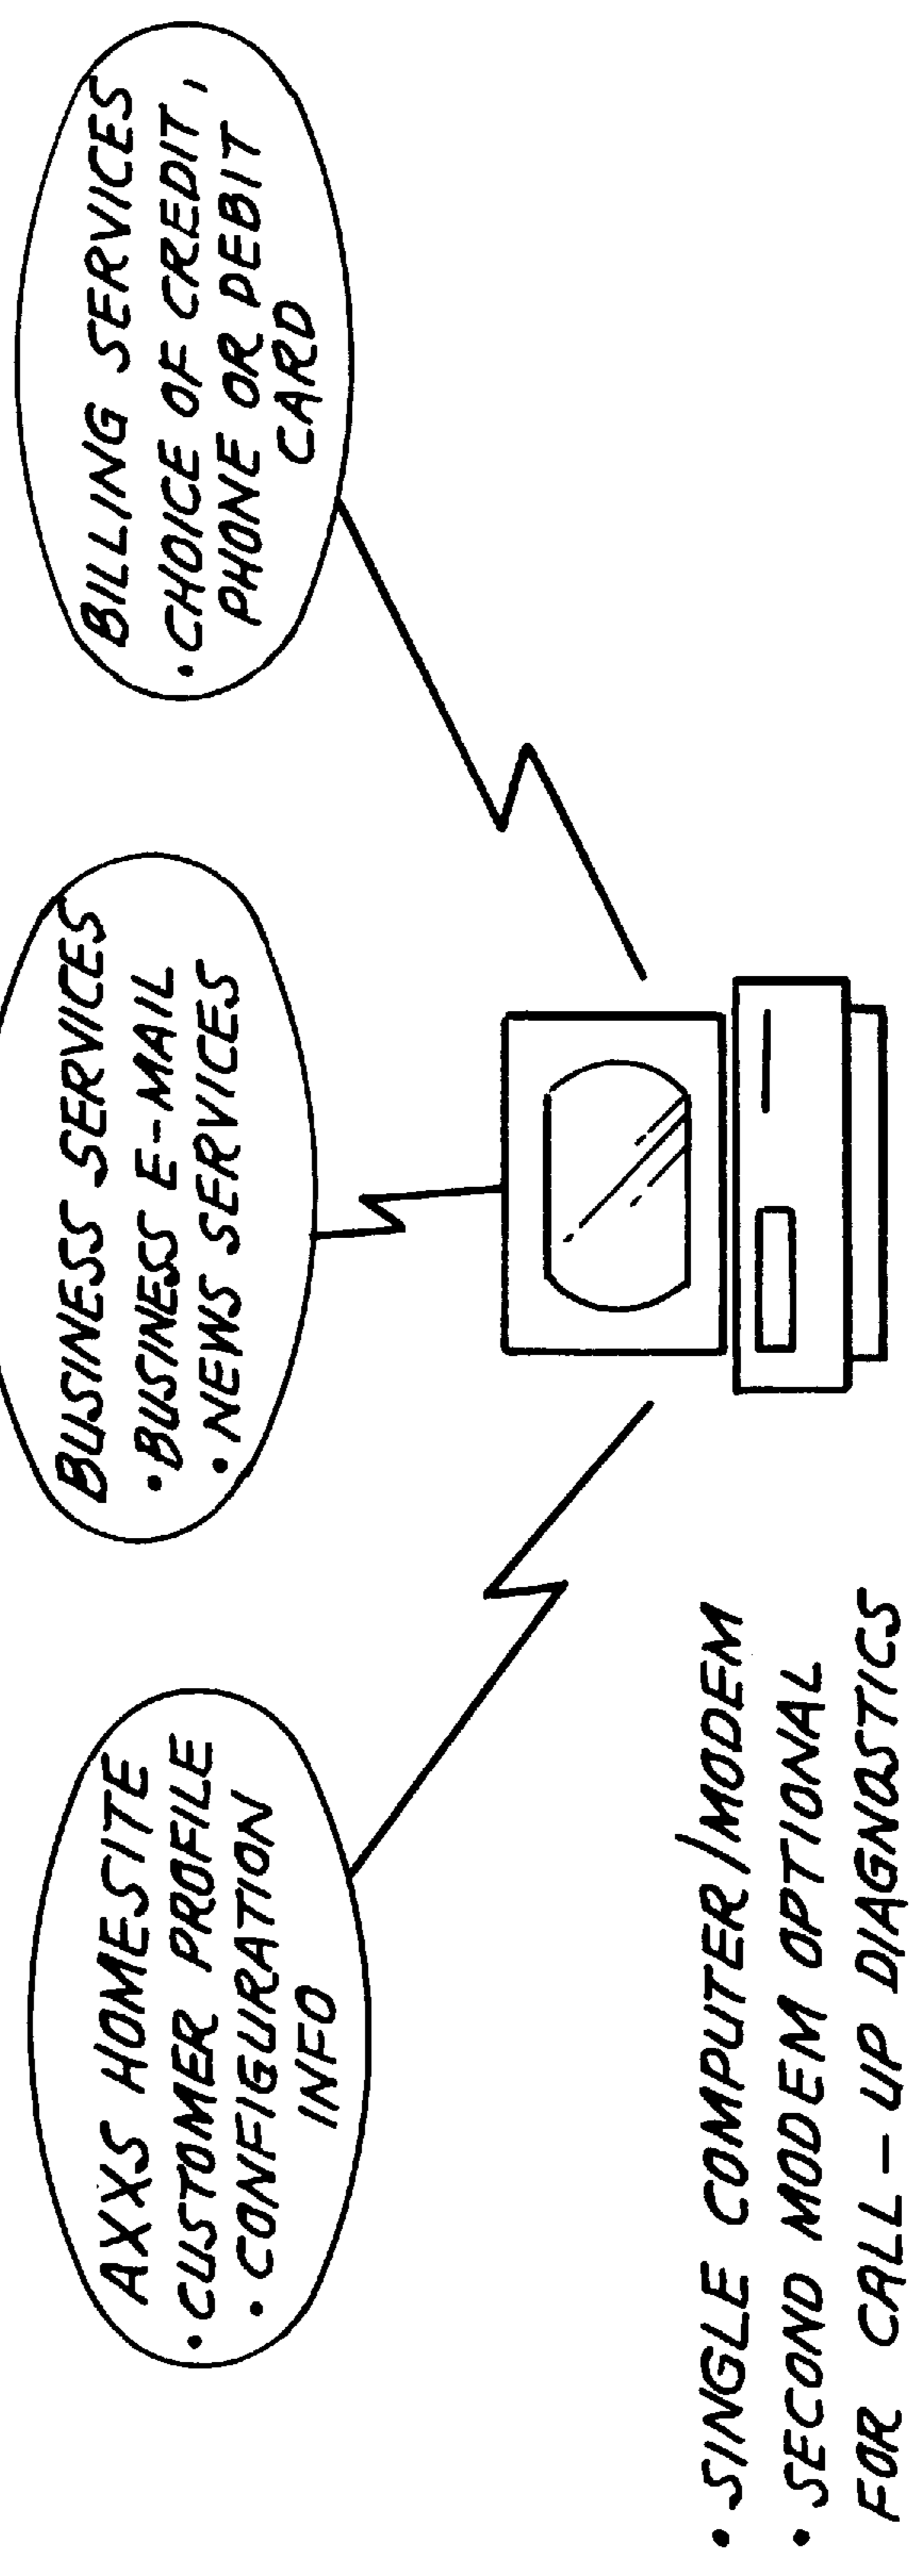 AXXS HOMESITE
• CUSTOMER PROFILE
• CONFIGURATION
INFO
BUSINESS SERVICES
• BUSINESS E-MAIL
• NEWS SERVICES
BILLING SERVICES
• CHOICE OF CREDIT,
PHONE OR DEBIT
CARD
• SINGLE COMPUTER/MODEM
• SECOND MODEM OPTIONAL
FOR CALL-UP DIAGNOSTICS